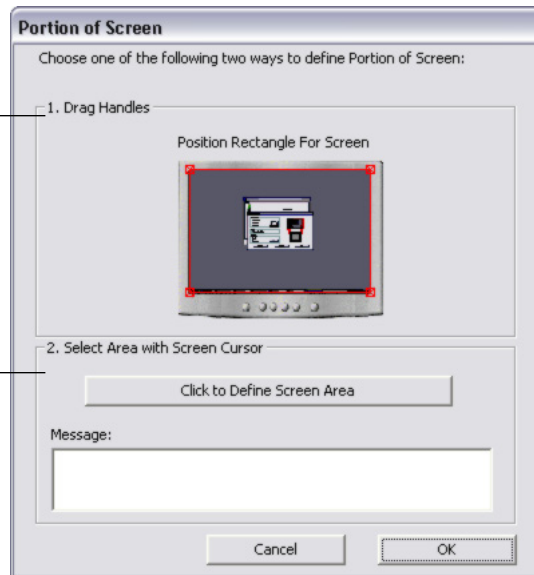 Portion of Screen
Choose one of the following two ways to define Portion of Screen:
1. Drag Handles
Position Rectangle For Screen
2. Select Area with Screen Cursor
Click to Define Screen Area
Message:
Cancel
OK